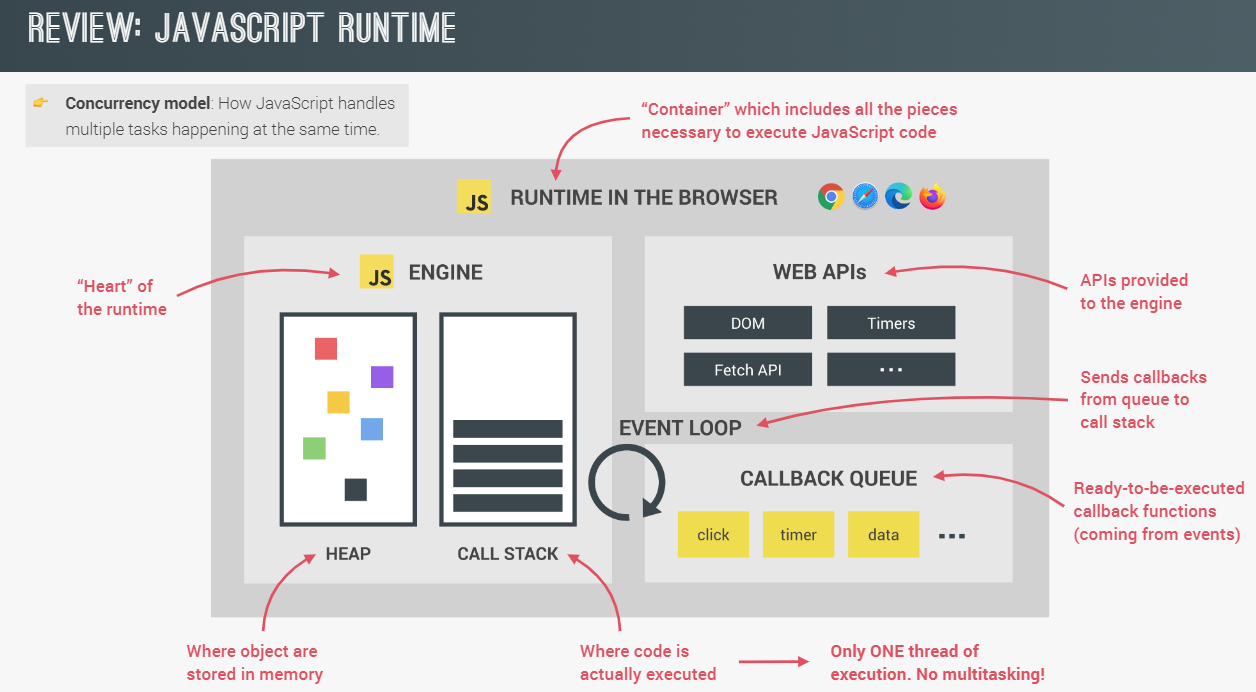 REVIEW: JAVASCRIPT RUNTIME
Concurrency model: How JavaScript handles
multiple tasks happening at the same time.
“Container” which includes all the pieces
necessary to execute JavaScript code
JS RUNTIME IN THE BROWSER
“Heart” of
the runtime
JS ENGINE
HEAP
CALL STACK
WEB APIs
DOM
Timers
Fetch API
...
APIs provided
to the engine
EVENT LOOP
Sends callbacks
from queue to
call stack
CALLBACK QUEUE
click
timer
data
...
Ready-to-be-executed
callback functions
(coming from events)
Where object are
stored in memory
Where code is
actually executed
Only ONE thread of
execution. No multitasking!